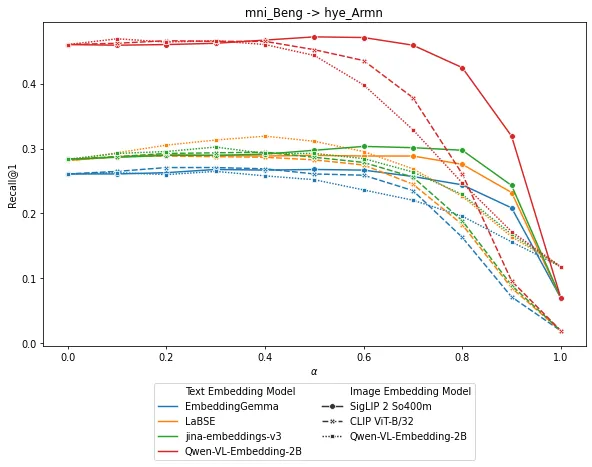 mni_Beng -> hye_Armn
Recall@1
0.4
0.3
0.2
0.1
0.0
0.0 0.2 0.4 0.6 0.8 1.0
α
Text Embedding Model Image Embedding Model
EmbeddingGemma SigLIP 2 So400m
LaBSE CLIP ViT-B/32
jina-embeddings-v3 Qwen-VL-Embedding-2B
Qwen-VL-Embedding-2B